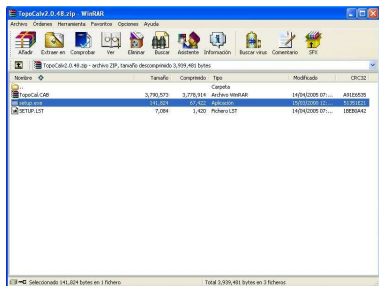 TopoCalv2.0.48.zip - WinRAR
Archivo Órdenes Herramienta Favoritos Opciones Ayuda
Añadir Extraer en Comprobar Ver Eliminar Buscar Asistente Información Buscar virus Comentario SFX
TopoCalv2.0.48.zip - archivo ZIP, tamaño descomprimido 3,939,481 bytes
Nombre Tamaño Comprimido Tipo Modificado CRC32
.. Carpeta
TopoCal.CAB 3,790,573 3,778,914 Archivo WinRAR 14/04/2005 07:... A91E6535
setup.exe 141,824 67,422 Aplicación 15/03/2000 12:... 51351E21
SETUP.LST 7,084 1,420 Fichero LST 14/04/2005 07:... 1BEB0A42
Seleccionado 141,824 bytes en 1 fichero Total 3,939,481 bytes en 3 ficheros